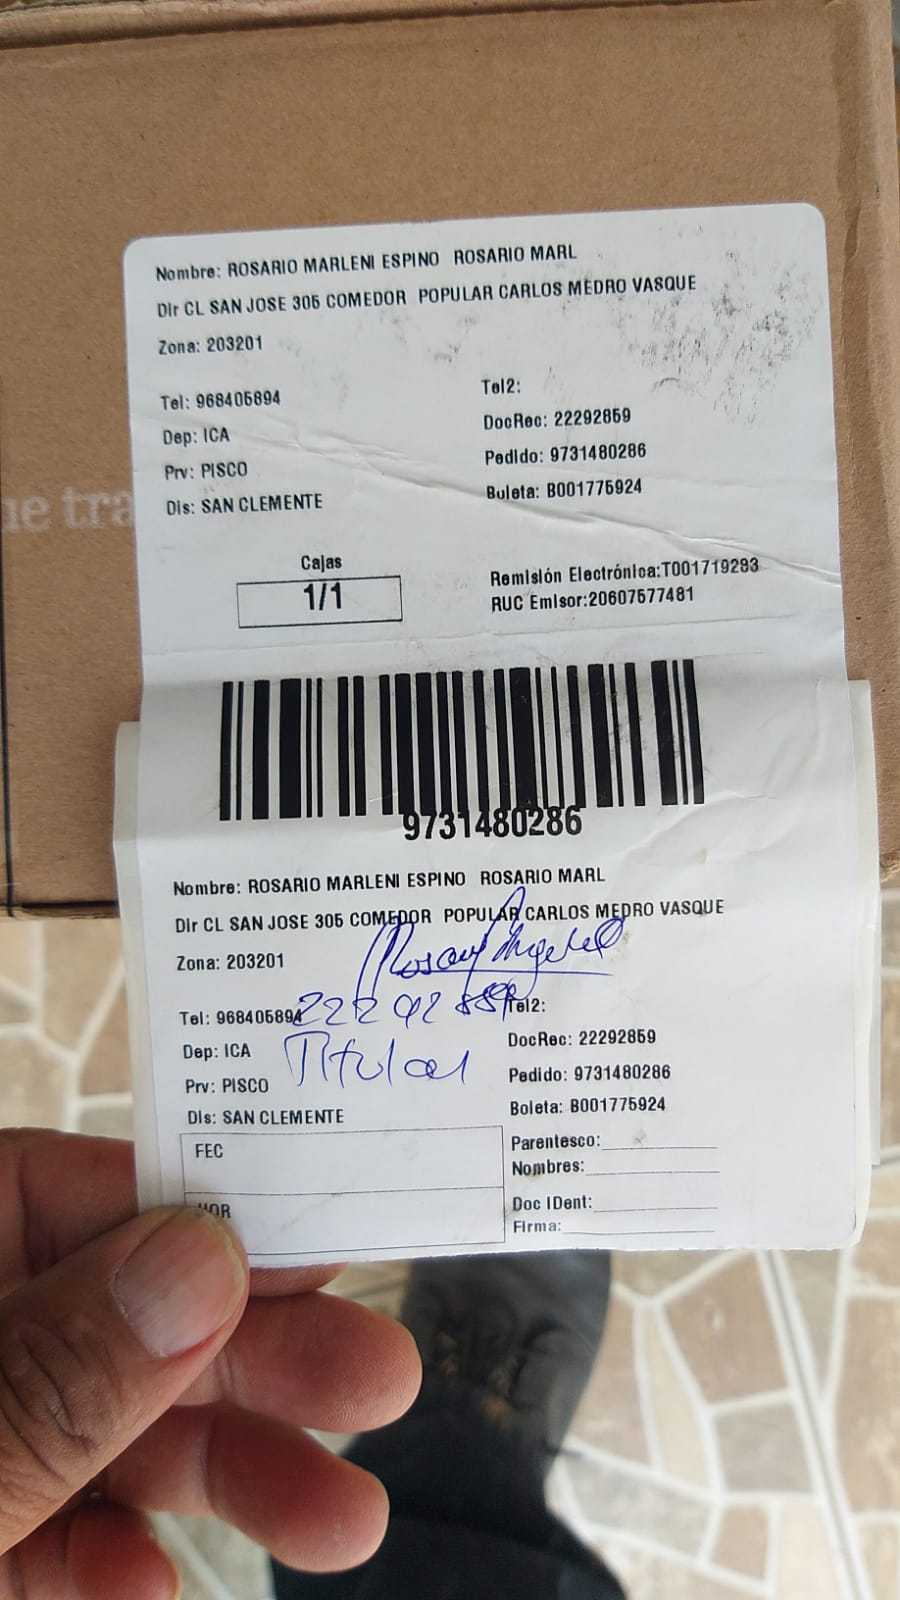 Nombre: ROSARIO MARLENI ESPINO ROSARIO MARL
Dir CL SAN JOSE 305 COMEDOR POPULAR CARLOS MEDRO VASQUE
Zona: 203201
Tel: 968405894 Tel2:
Dep: ICA DocRec: 22292859
Prv: PISCO Pedido: 9731480286
Dis: SAN CLEMENTE Boleta: B001775924
Cajas
1/1
Remisión Electrónica:T001719283
RUC Emisor:20607577481
9731480286
Nombre: ROSARIO MARLENI ESPINO ROSARIO MARL
Dir CL SAN JOSE 305 COMEDOR POPULAR CARLOS MEDRO VASQUE
Zona: 203201
Tel: 968405894 Tel2:
Dep: ICA Titular DocRec: 22292859
Prv: PISCO Pedido: 9731480286
Dis: SAN CLEMENTE Boleta: B001775924
FEC Parentesco:
Nombres:
HOR Doc IDent:
Firma: